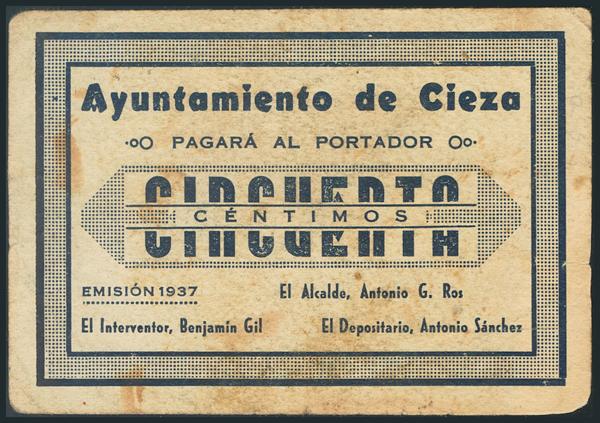 Ayuntamiento de Cieza
PAGARÁ AL PORTADOR
CINCUENTA
CÉNTIMOS
EMISIÓN 1937
El Alcalde, Antonio G. Ros
El Interventor, Benjamín Gil
El Depositario, Antonio Sánchez